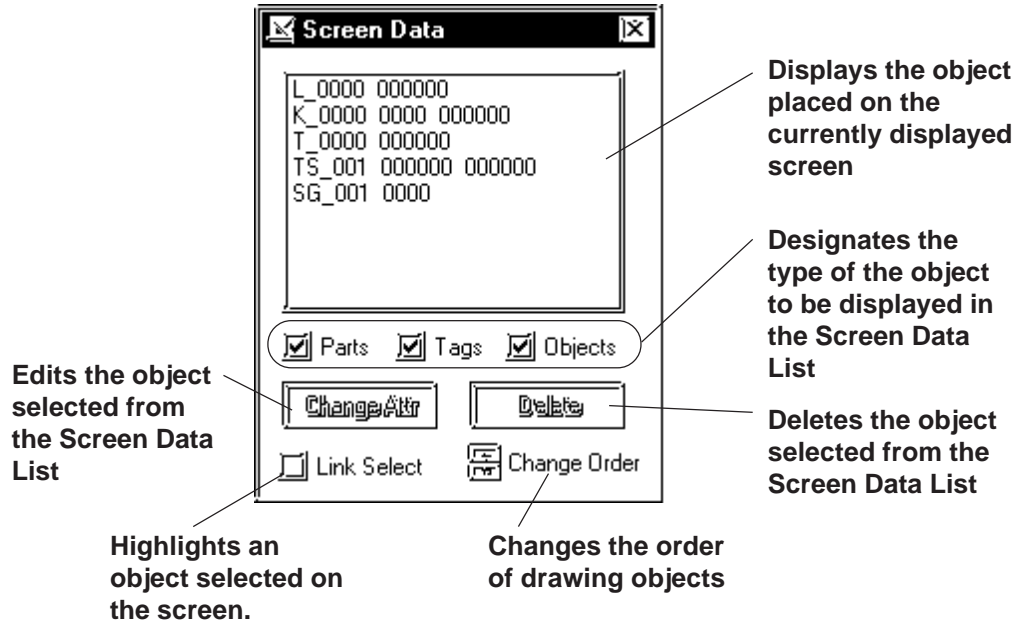 Screen Data
L_0000 000000
K_0000 0000 000000
T_0000 000000
TS_001 000000 000000
SG_001 0000
Parts Tags Objects
Change Attr Delete
Link Select Change Order
Displays the object
placed on the
currently displayed
screen
Designates the
type of the object
to be displayed in
the Screen Data
List
Edits the object
selected from
the Screen Data
List
Deletes the object
selected from the
Screen Data List
Highlights an
object selected on
the screen.
Changes the order
of drawing objects